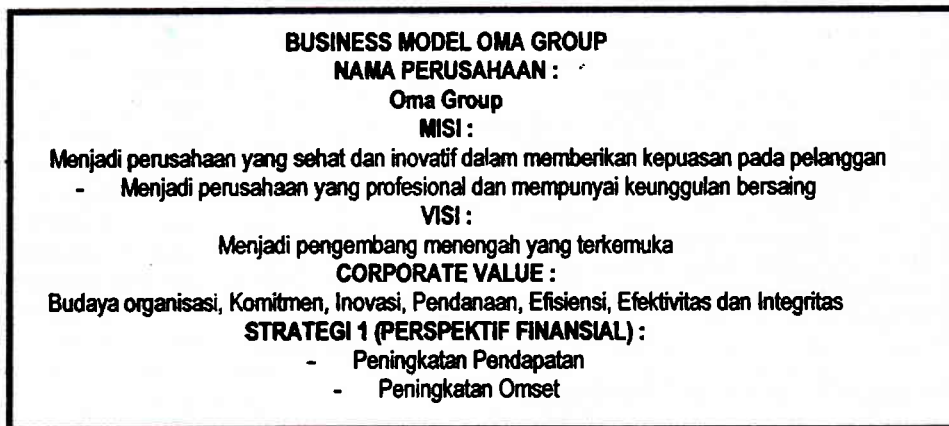 BUSINESS MODEL OMA GROUP
NAMA PERUSAHAAN :
Oma Group
MISI :
Menjadi perusahaan yang sehat dan inovatif dalam memberikan kepuasan pada pelanggan
- Menjadi perusahaan yang profesional dan mempunyai keunggulan bersaing
VISI :
Menjadi pengembang menengah yang terkemuka
CORPORATE VALUE :
Budaya organisasi, Komitmen, Inovasi, Pendanaan, Efisiensi, Efektivitas dan Integritas
STRATEGI 1 (PERSPEKTIF FINANSIAL) :
- Peningkatan Pendapatan
- Peningkatan Omset